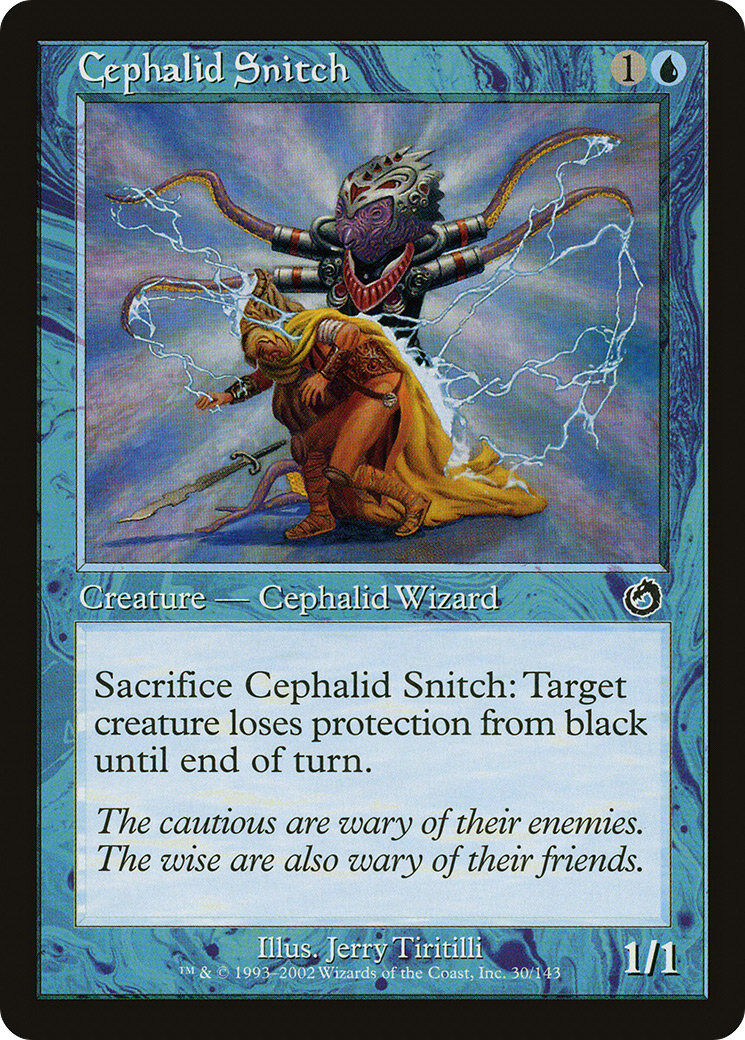 Cephalid Snitch 1
Creature — Cephalid Wizard
Sacrifice Cephalid Snitch: Target
creature loses protection from black
until end of turn.
The cautious are wary of their enemies.
The wise are also wary of their friends.
Illus. Jerry Tiritilli
™ & © 1993–2002 Wizards of the Coast, Inc. 30/143
1/1